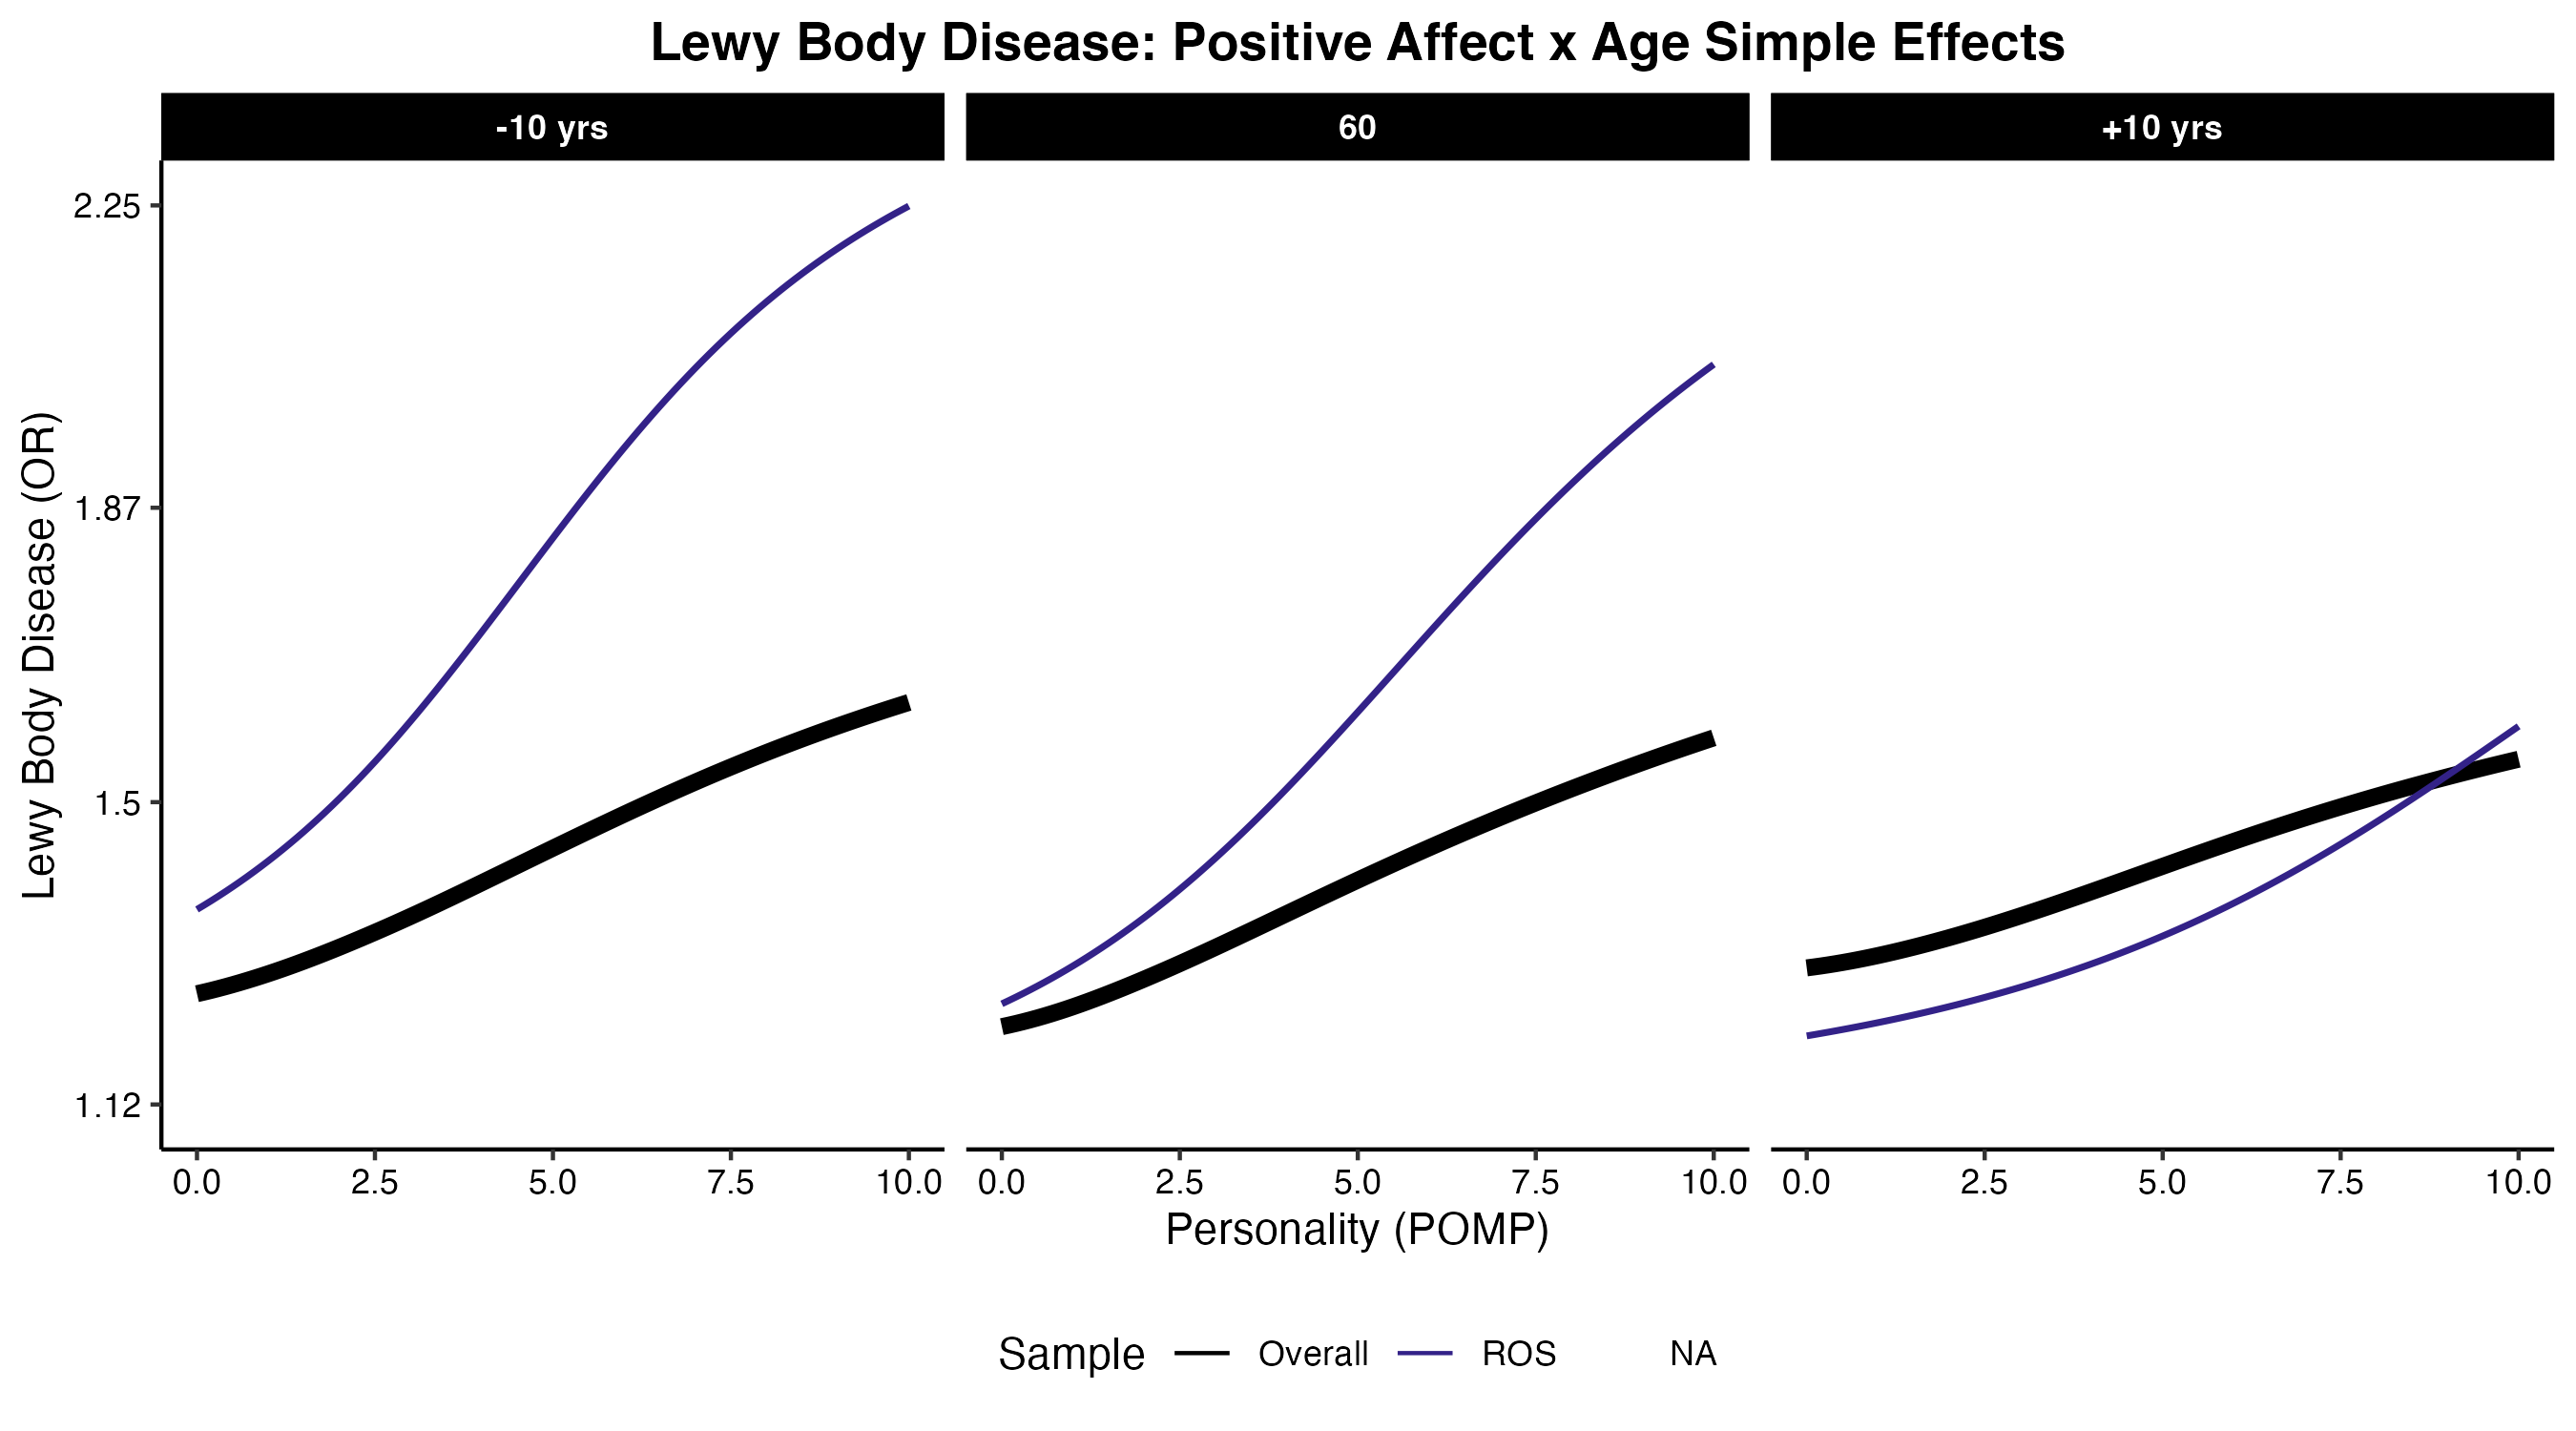 Lewy Body Disease: Positive Affect x Age Simple Effects
-10 yrs
60
+10 yrs
Lewy Body Disease (OR)
2.25
1.87
1.5
1.12
0.0 2.5 5.0 7.5 10.0
0.0 2.5 5.0 7.5 10.0
0.0 2.5 5.0 7.5 10.0
Personality (POMP)
Sample Overall ROS NA